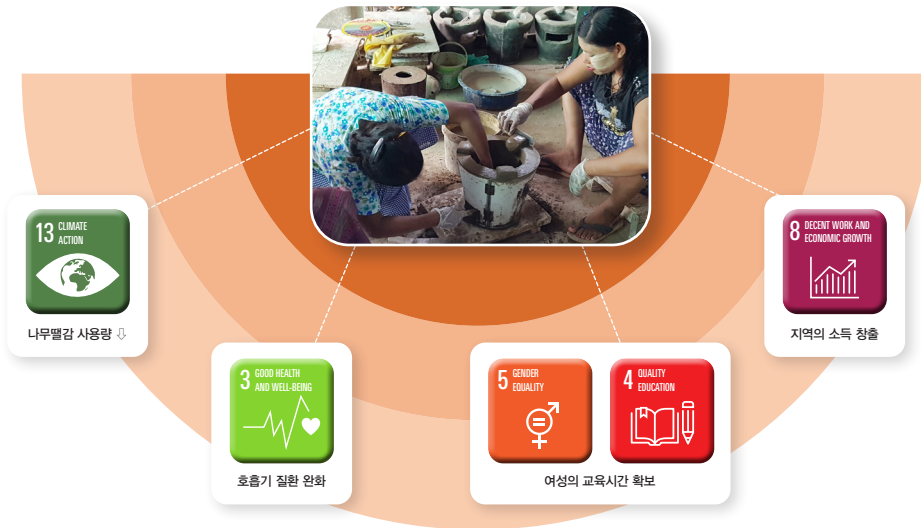 13 CLIMATE
ACTION
나무땔감 사용량 ⇩
3 GOOD HEALTH
AND WELL-BEING
호흡기 질환 완화
5 GENDER
EQUALITY
4 QUALITY
EDUCATION
여성의 교육시간 확보
8 DECENT WORK AND
ECONOMIC GROWTH
지역의 소득 창출